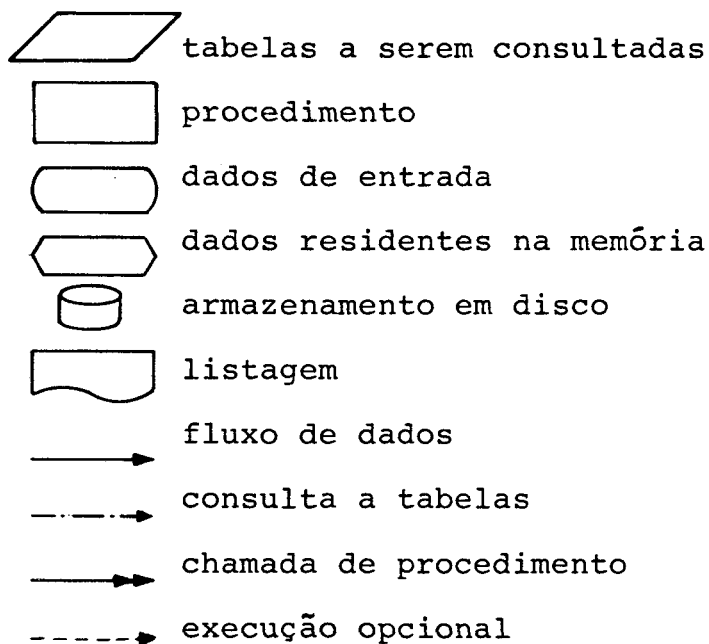 tabelas a serem consultadas
procedimento
dados de entrada
dados residentes na memória
armazenamento em disco
listagem
fluxo de dados
consulta a tabelas
chamada de procedimento
execução opcional